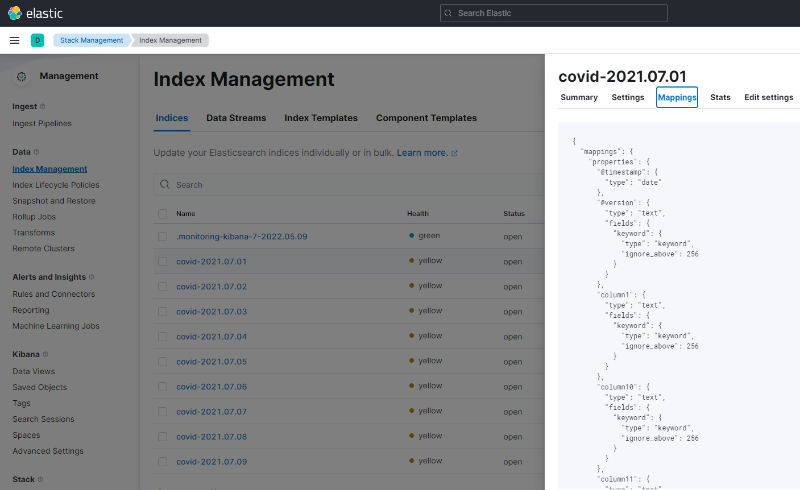 elastic
Search Elastic
D
Stack Management
Index Management
Management
Ingest
Ingest Pipelines
Data
Index Management
Index Lifecycle Policies
Snapshot and Restore
Rollup Jobs
Transforms
Remote Clusters
Alerts and Insights
Rules and Connectors
Reporting
Machine Learning Jobs
Kibana
Data Views
Saved Objects
Tags
Search Sessions
Spaces
Advanced Settings
Stack
Index Management
Indices Data Streams Index Templates Component Templates
Update your Elasticsearch indices individually or in bulk. Learn more.
Search
Name Health Status
.monitoring-kibana-7-2022.05.09 green open
covid-2021.07.01 yellow open
covid-2021.07.02 yellow open
covid-2021.07.03 yellow open
covid-2021.07.04 yellow open
covid-2021.07.05 yellow open
covid-2021.07.06 yellow open
covid-2021.07.07 yellow open
covid-2021.07.08 yellow open
covid-2021.07.09 yellow open
covid-2021.07.01
Summary Settings Mappings Stats Edit settings
{
"mappings": {
"properties": {
"@timestamp": {
"type": "date"
},
"@version": {
"type": "text",
"fields": {
"keyword": {
"type": "keyword",
"ignore_above": 256
}
}
},
"column1": {
"type": "text",
"fields": {
"keyword": {
"type": "keyword",
"ignore_above": 256
}
}
},
"column10": {
"type": "text",
"fields": {
"keyword": {
"type": "keyword",
"ignore_above": 256
}
}
},
"column11": {
"type": "text",